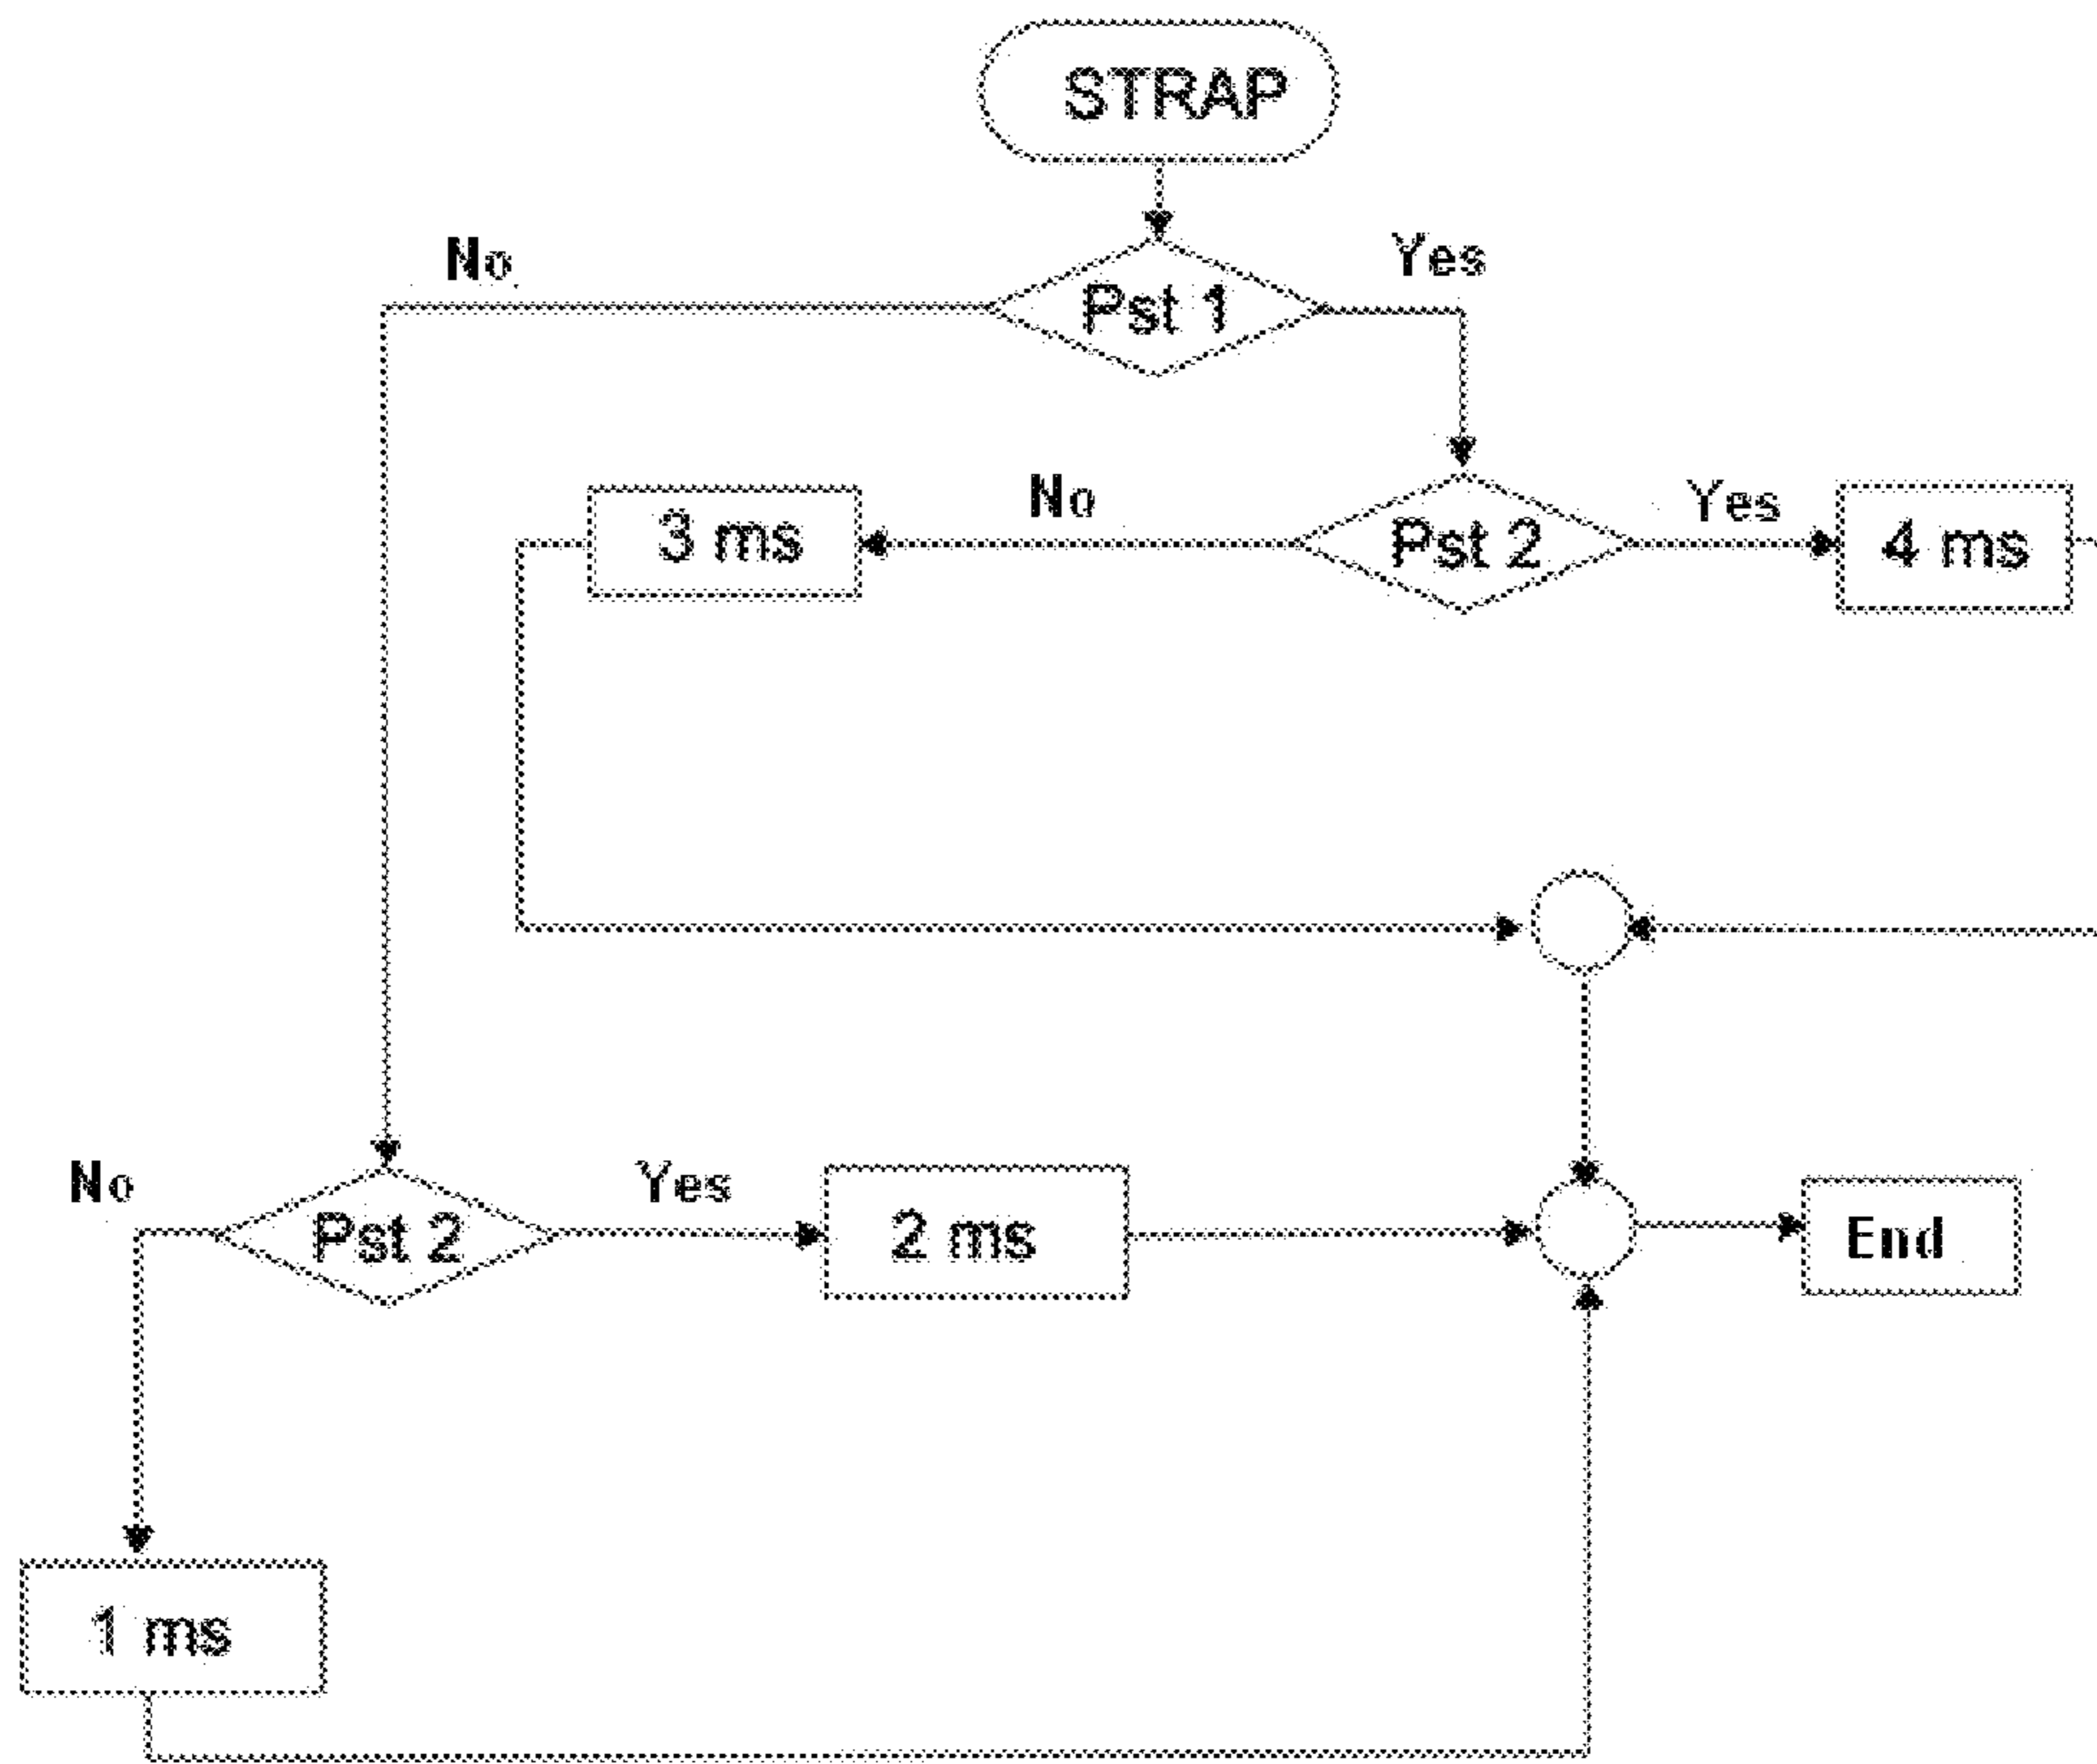 STRAP
No
Yes
Pst 1
3 ms
No
Pst 2
Yes
4 ms
No
Pst 2
Yes
2 ms
End
1 ms